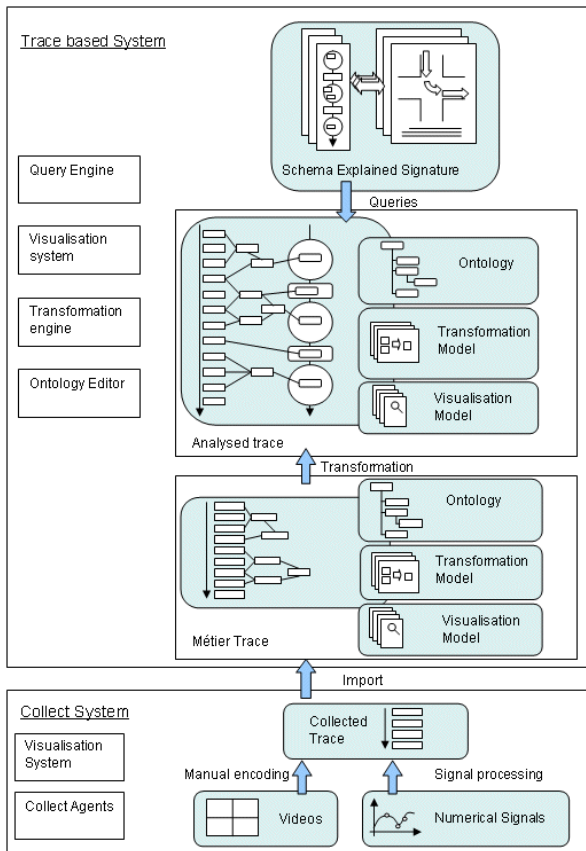 Trace based System
Schema Explained Signature
Query Engine
Queries
Visualisation
system
Ontology
Transformation
engine
Transformation
Model
Ontology Editor
Visualisation
Model
Analysed trace
Transformation
Ontology
Transformation
Model
Visualisation
Model
Métier Trace
Import
Collect System
Collected
Trace
Visualisation
System
Manual encoding
Signal processing
Collect Agents
Videos
Numerical Signals